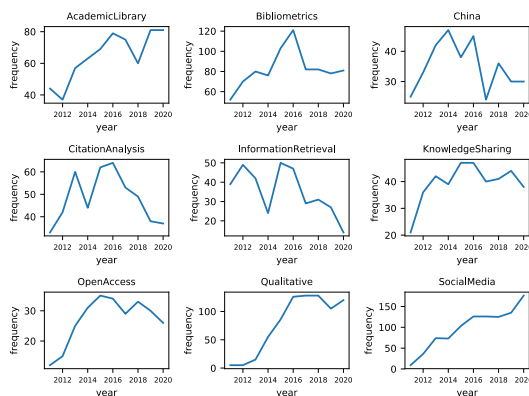 AcademicLibrary
80
60
40
frequency
2012 2014 2016 2018 2020
year
Bibliometrics
120
100
80
60
frequency
2012 2014 2016 2018 2020
year
China
40
30
frequency
2012 2014 2016 2018 2020
year
CitationAnalysis
60
50
40
frequency
2012 2014 2016 2018 2020
year
InformationRetrieval
50
40
30
20
frequency
2012 2014 2016 2018 2020
year
KnowledgeSharing
40
30
20
frequency
2012 2014 2016 2018 2020
year
OpenAccess
30
20
frequency
2012 2014 2016 2018 2020
year
Qualitative
100
50
0
frequency
2012 2014 2016 2018 2020
year
SocialMedia
150
100
50
0
frequency
2012 2014 2016 2018 2020
year